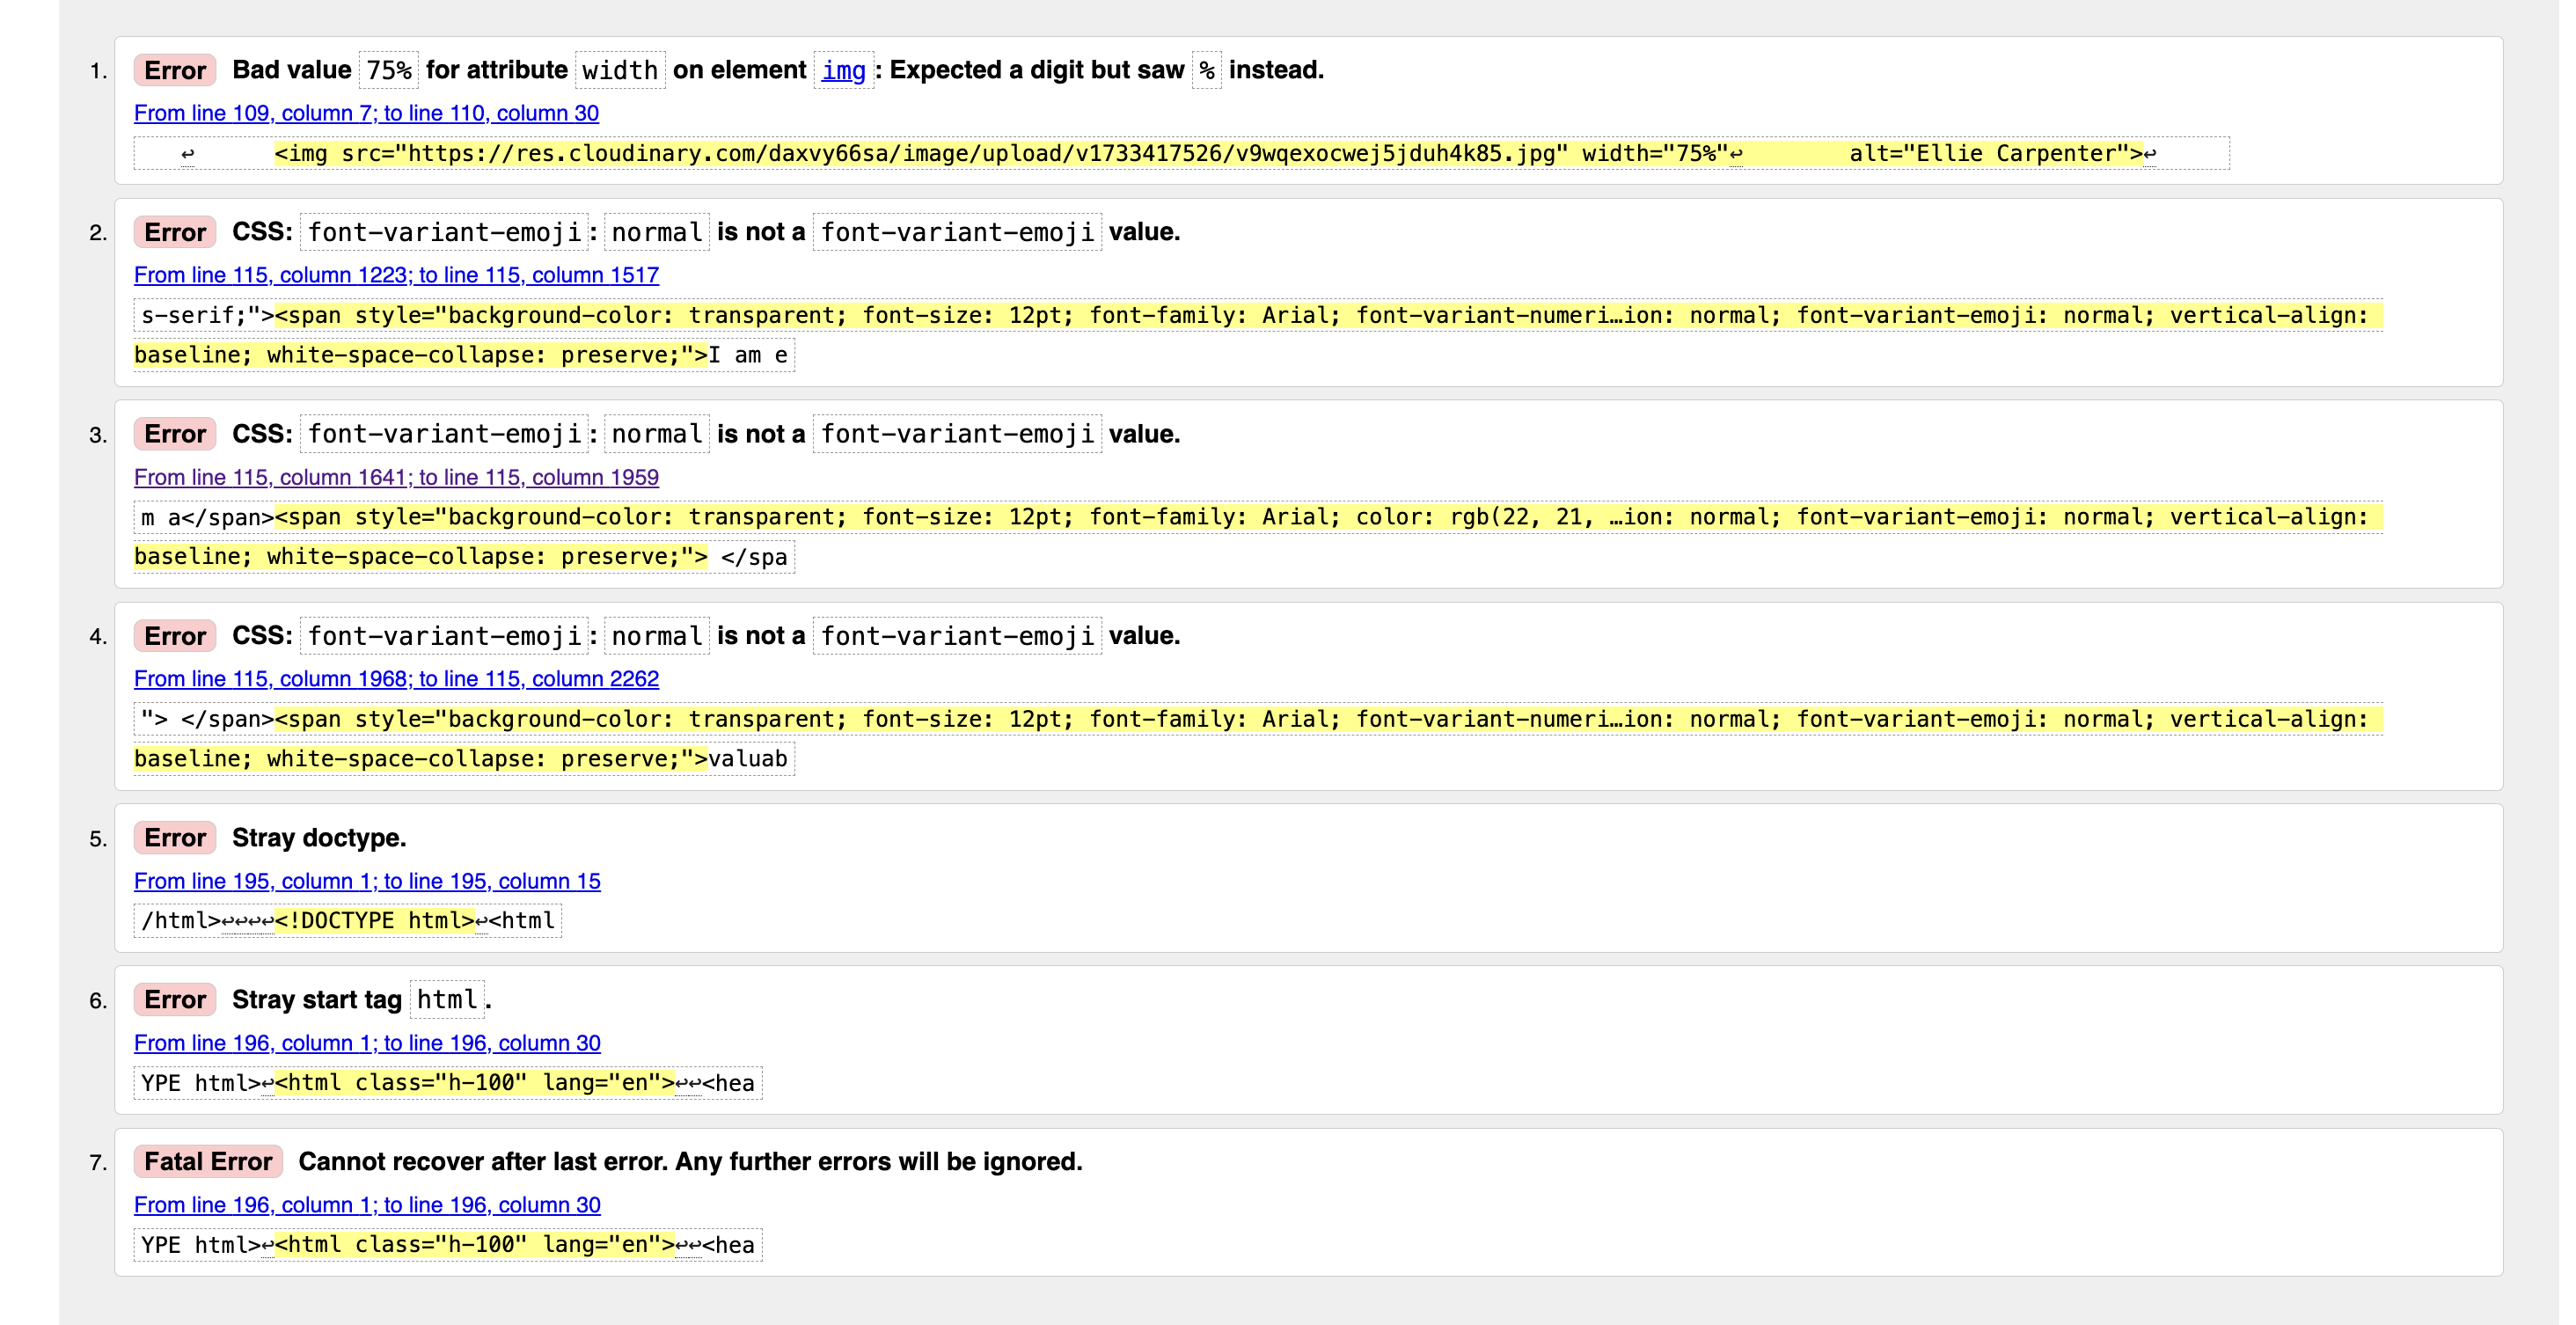 1. Error Bad value 75% for attribute width on element img: Expected a digit but saw % instead.
From line 109, column 7; to line 110, column 30
↩ <img src="https://res.cloudinary.com/daxvy66sa/image/upload/v1733417526/v9wqexocwej5jduh4k85.jpg" width="75%"↩ alt="Ellie Carpenter">↩
2. Error CSS: font-variant-emoji: normal is not a font-variant-emoji value.
From line 115, column 1223; to line 115, column 1517
s-serif;"><span style="background-color: transparent; font-size: 12pt; font-family: Arial; font-variant-numeri…ion: normal; font-variant-emoji: normal; vertical-align:
baseline; white-space-collapse: preserve;">I am e
3. Error CSS: font-variant-emoji: normal is not a font-variant-emoji value.
From line 115, column 1641; to line 115, column 1959
m a</span><span style="background-color: transparent; font-size: 12pt; font-family: Arial; color: rgb(22, 21, …ion: normal; font-variant-emoji: normal; vertical-align:
baseline; white-space-collapse: preserve;"> </spa
4. Error CSS: font-variant-emoji: normal is not a font-variant-emoji value.
From line 115, column 1968; to line 115, column 2262
"> </span><span style="background-color: transparent; font-size: 12pt; font-family: Arial; font-variant-numeri…ion: normal; font-variant-emoji: normal; vertical-align:
baseline; white-space-collapse: preserve;">valuab
5. Error Stray doctype.
From line 195, column 1; to line 195, column 15
/html>↩↩↩↩<!DOCTYPE html>↩<html
6. Error Stray start tag html.
From line 196, column 1; to line 196, column 30
YPE html>↩<html class="h-100" lang="en">↩↩<hea
7. Fatal Error Cannot recover after last error. Any further errors will be ignored.
From line 196, column 1; to line 196, column 30
YPE html>↩<html class="h-100" lang="en">↩↩<hea